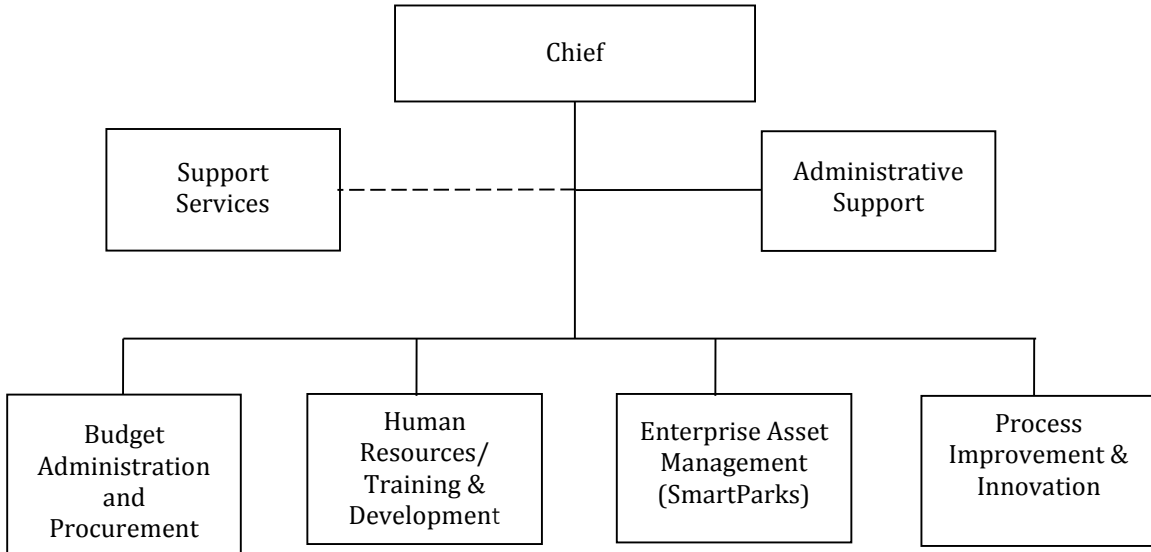 Chief
Support
Services
Administrative
Support
Budget
Administration
and
Procurement
Human
Resources/
Training &
Development
Enterprise Asset
Management
(SmartParks)
Process
Improvement &
Innovation